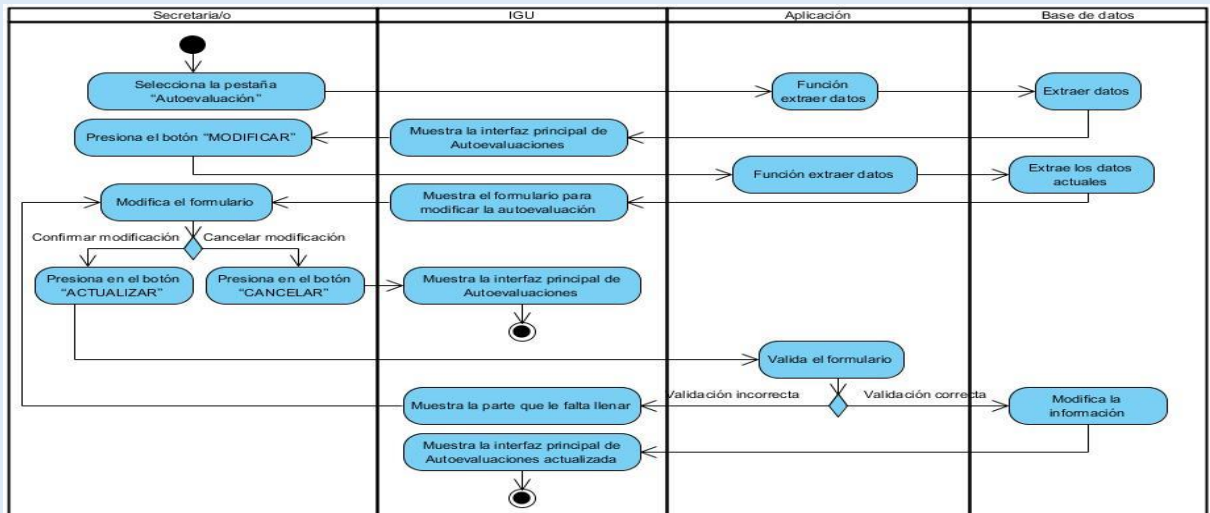 Secretaria/o
IGU
Aplicación
Base de datos
Selecciona la pestaña
“Autoevaluación”
Función
extraer datos
Extraer datos
Presiona el botón “MODIFICAR”
Muestra la interfaz principal de
Autoevaluaciones
Función extraer datos
Extrae los datos
actuales
Modifica el formulario
Muestra el formulario para
modificar la autoevaluación
Confirmar modificación
Cancelar modificación
Presiona en el botón
“ACTUALIZAR”
Presiona en el botón
“CANCELAR”
Muestra la interfaz principal de
Autoevaluaciones
Valida el formulario
Validación incorrecta
Validación correcta
Muestra la parte que le falta llenar
Modifica la
información
Muestra la interfaz principal de
Autoevaluaciones actualizada